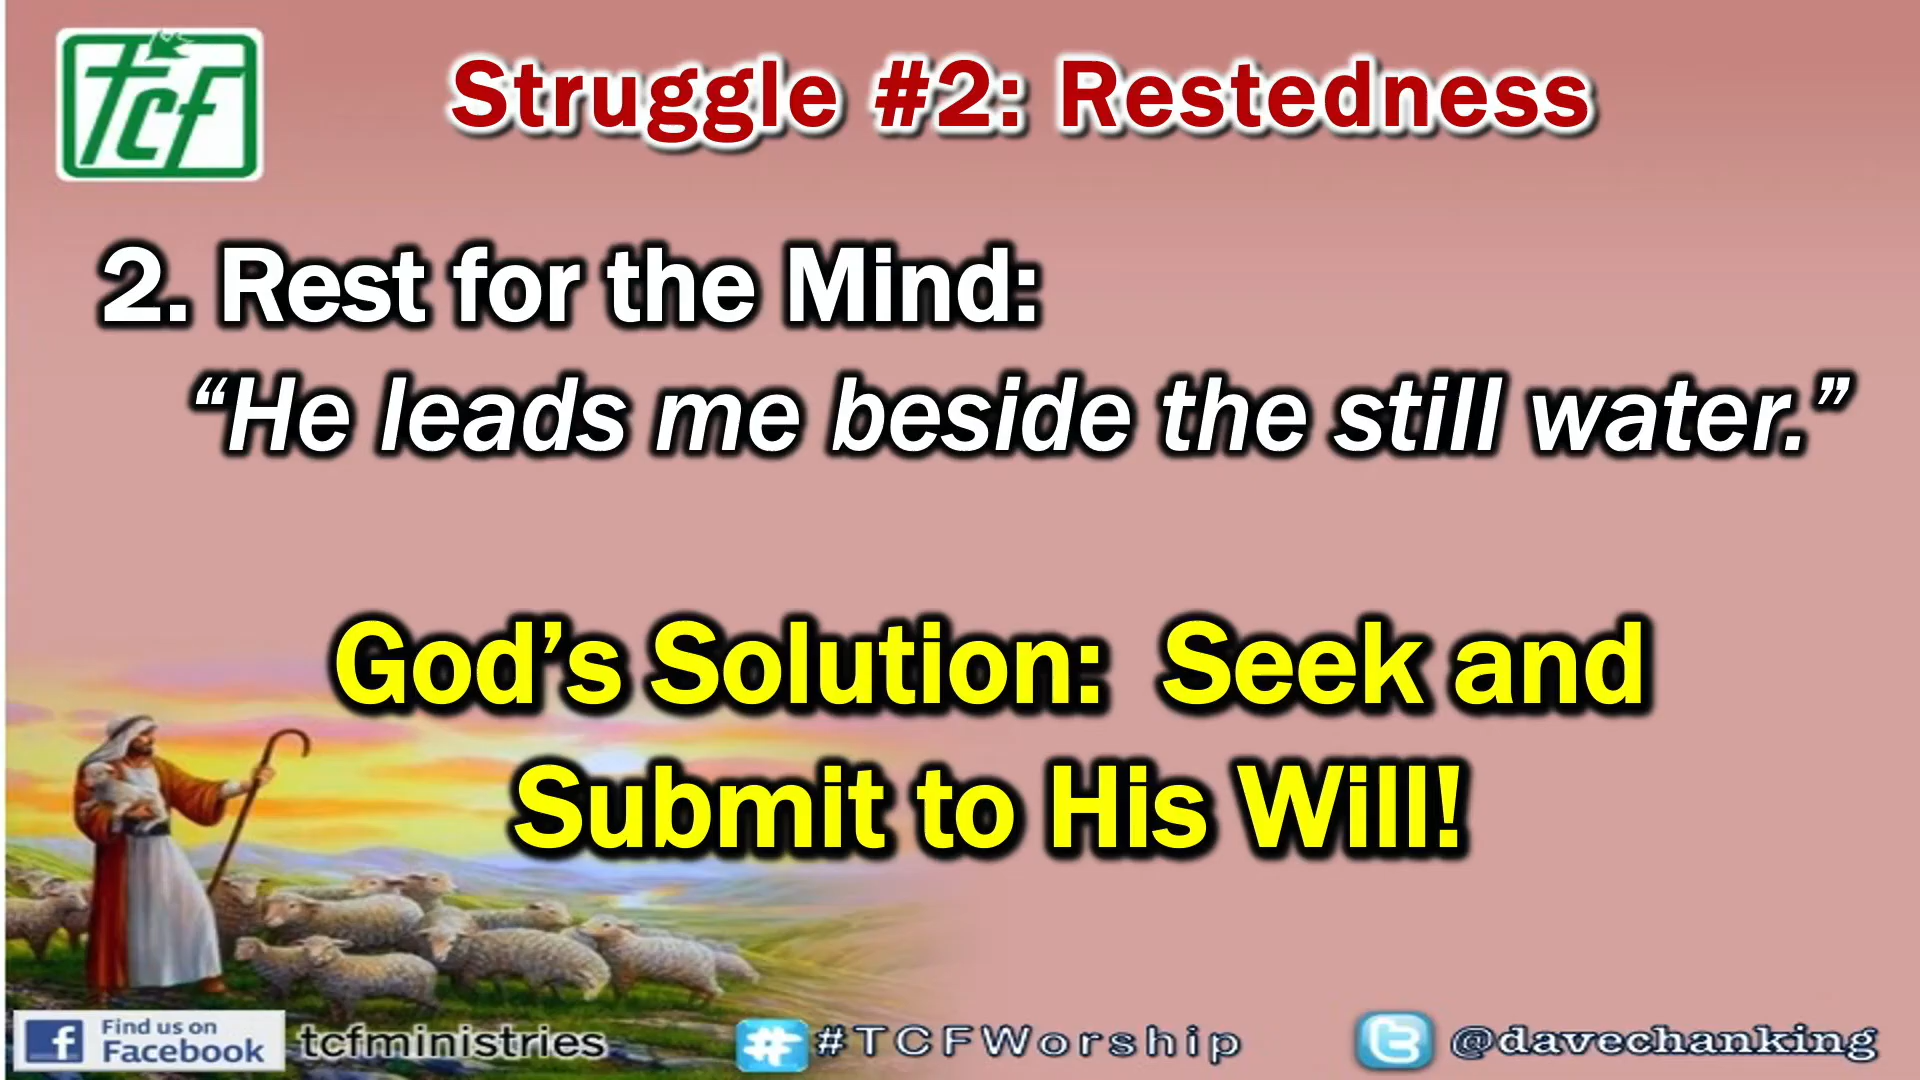 tcf
Struggle #2: Restedness
2. Rest for the Mind:
“He leads me beside the still water.”
God’s Solution: Seek and
Submit to His Will!
f Find us on
Facebook
tcfministries
# #TCFWorship
t @davechanking